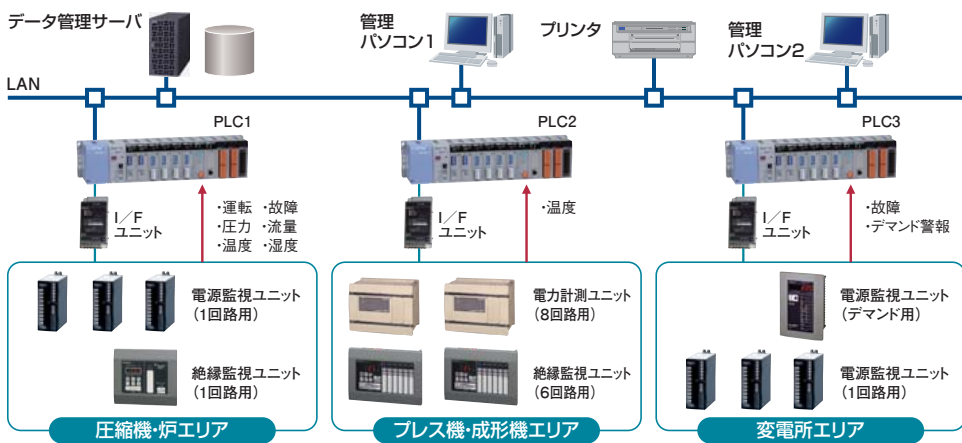 データ管理サーバ
管理
パソコン1
プリンタ
管理
パソコン2
LAN
PLC1
PLC2
PLC3
I/F
ユニット
・運転 ・故障
・圧力 ・流量
・温度 ・湿度
I/F
ユニット
・温度
I/F
ユニット
・故障
・デマンド警報
電源監視ユニット
(1回路用)
絶縁監視ユニット
(1回路用)
圧縮機・炉エリア
電力計測ユニット
(8回路用)
絶縁監視ユニット
(6回路用)
プレス機・成形機エリア
電源監視ユニット
(デマンド用)
電源監視ユニット
(1回路用)
変電所エリア